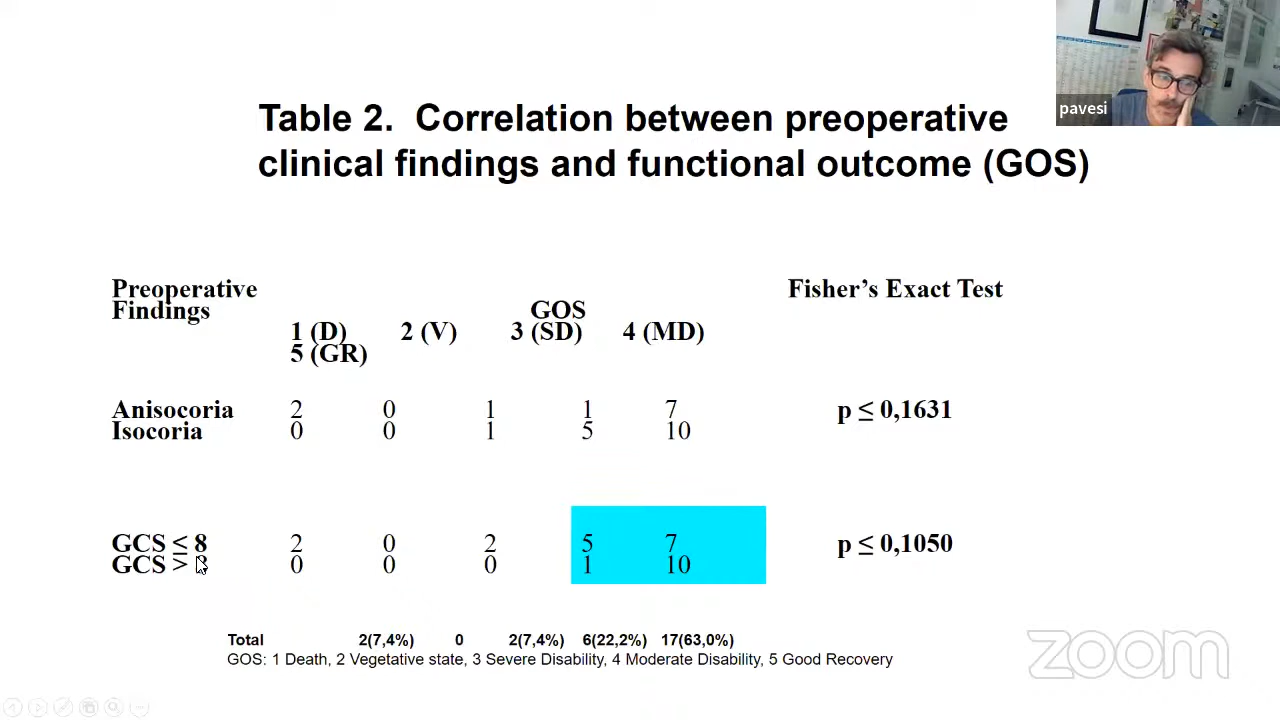 pavesi
Table 2. Correlation between preoperative
clinical findings and functional outcome (GOS)
Preoperative
Findings
Fisher’s Exact Test
GOS
1 (D) 2 (V) 3 (SD) 4 (MD)
5 (GR)
Anisocoria 2 0 1 1 7 p ≤ 0,1631
Isocoria 0 0 1 5 10
GCS ≤ 8 2 0 2 5 7 p ≤ 0,1050
GCS > 8 0 0 0 1 10
Total 2(7,4%) 0 2(7,4%) 6(22,2%) 17(63,0%)
GOS: 1 Death, 2 Vegetative state, 3 Severe Disability, 4 Moderate Disability, 5 Good Recovery
zoom